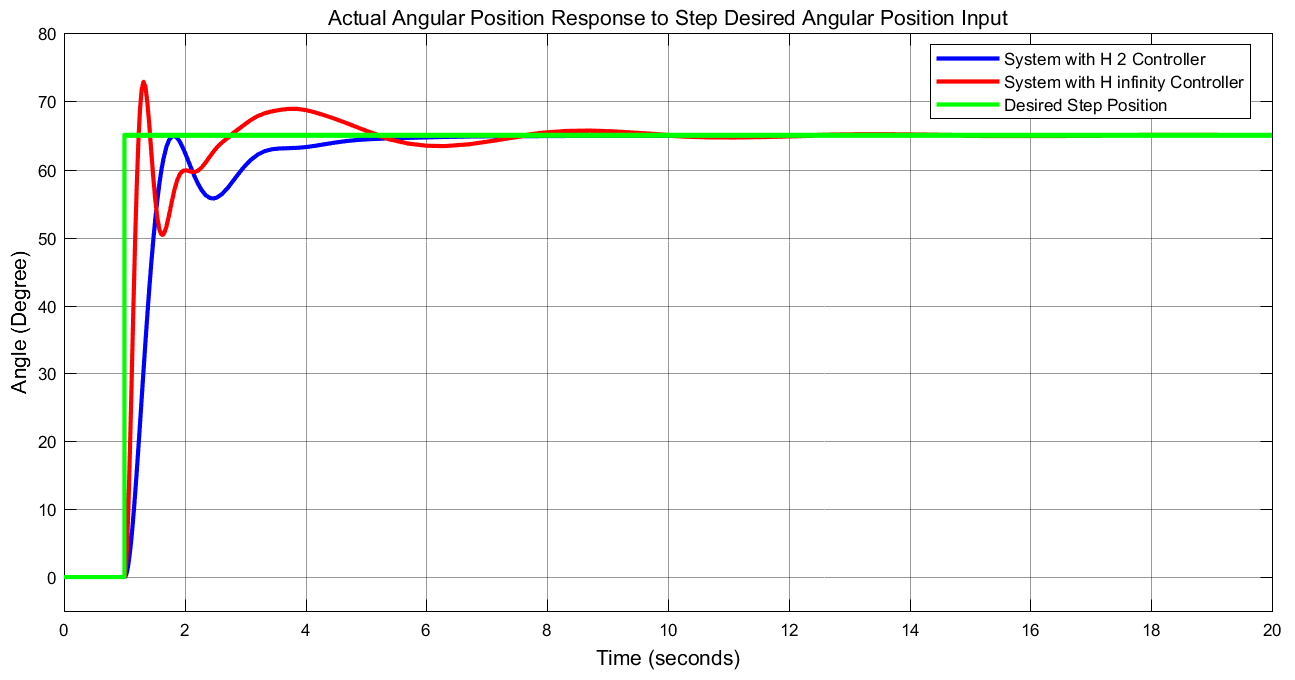 Actual Angular Position Response to Step Desired Angular Position Input
System with H 2 Controller
System with H infinity Controller
Desired Step Position
Angle (Degree)
80
70
60
50
40
30
20
10
0
0 2 4 6 8 10 12 14 16 18 20
Time (seconds)